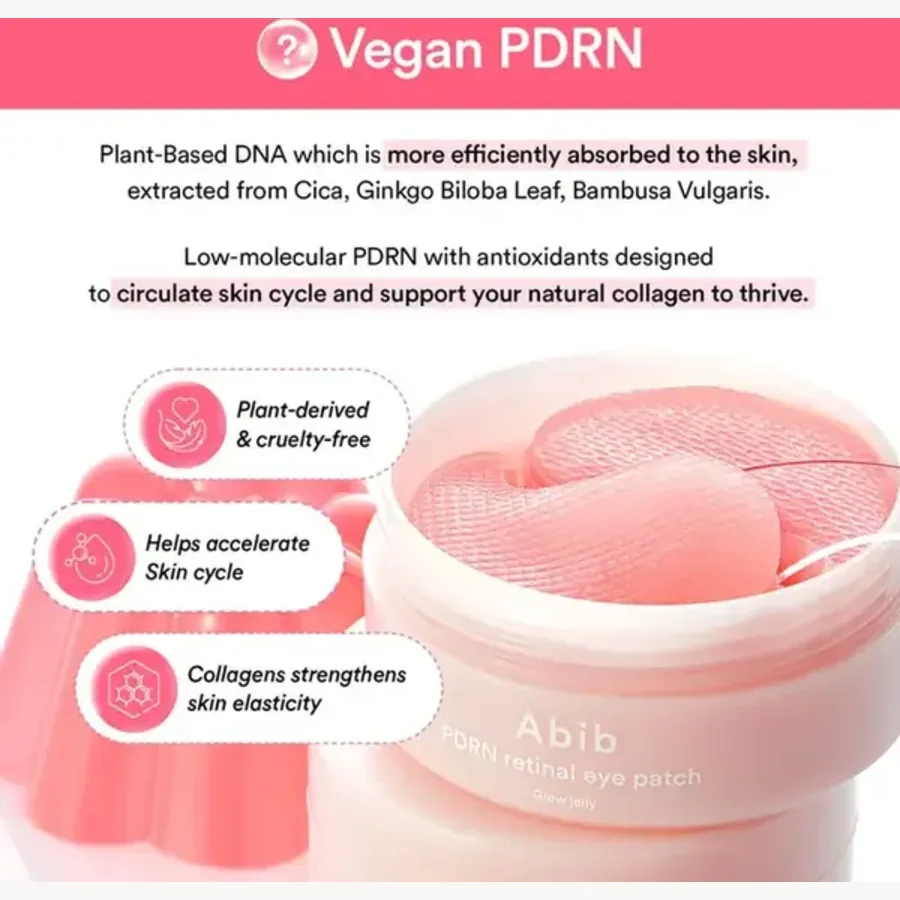 ? Vegan PDRN
Plant-Based DNA which is more efficiently absorbed to the skin,
extracted from Cica, Ginkgo Biloba Leaf, Bambusa Vulgaris.
Low-molecular PDRN with antioxidants designed
to circulate skin cycle and support your natural collagen to thrive.
Plant-derived
& cruelty-free
Helps accelerate
Skin cycle
Collagens strengthens
skin elasticity
Abib
PDRN retinal eye patch
Glow jelly